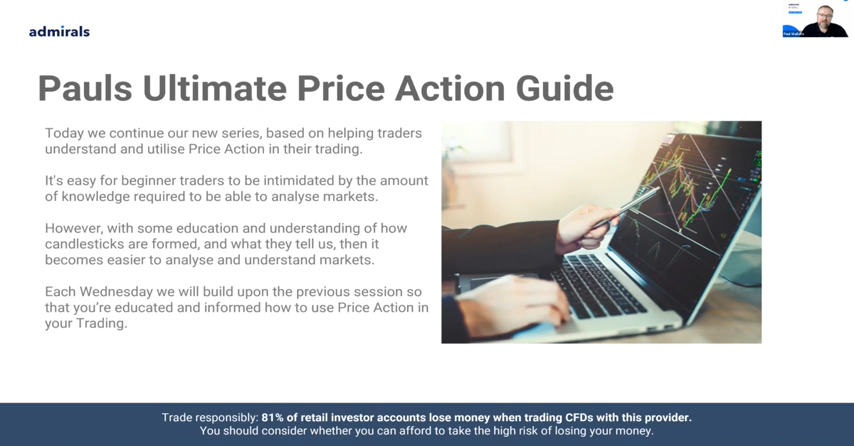 admirals
Pauls Ultimate Price Action Guide
Today we continue our new series, based on helping traders
understand and utilise Price Action in their trading.
It's easy for beginner traders to be intimidated by the amount
of knowledge required to be able to analyse markets.
However, with some education and understanding of how
candlesticks are formed, and what they tell us, then it
becomes easier to analyse and understand markets.
Each Wednesday we will build upon the previous session so
that you're educated and informed how to use Price Action in
your Trading.
Trade responsibly: 81% of retail investor accounts lose money when trading CFDs with this provider.
You should consider whether you can afford to take the high risk of losing your money.